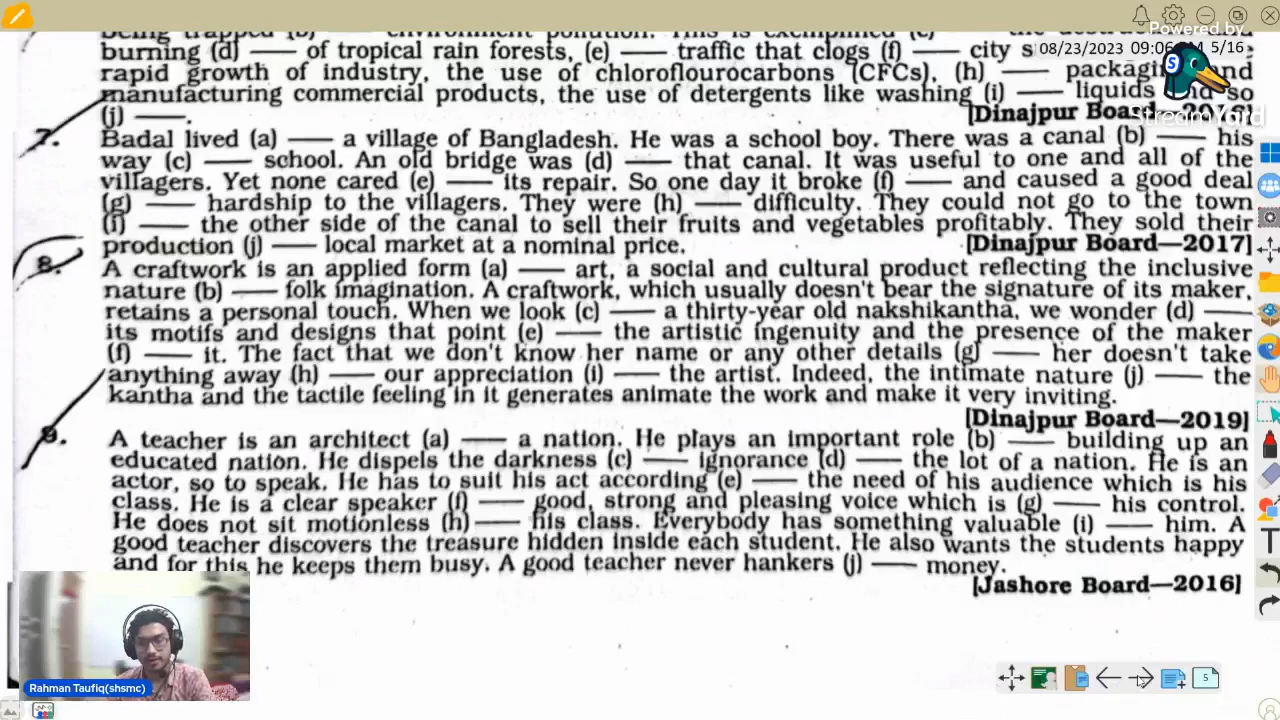 burning (d) — of tropical rain forests, (e) — traffic that clogs (f) — city
rapid growth of industry, the use of chloroflourocarbons (CFCs), (h) —
manufacturing commercial products, the use of detergents like washing (i) — liquids and so
(j) —. [Dinajpur
7. Badal lived (a) — a village of Bangladesh. He was a school boy. There was a canal (b) — his
way (c) — school. An old bridge was (d) — that canal. It was useful to one and all of the
villagers. Yet none cared (e) — its repair. So one day it broke (f) — and caused a good deal
(g) — hardship to the villagers. They were (h) — difficulty. They could not go to the town
(i) — the other side of the canal to sell their fruits and vegetables profitably. They sold their
production (j) — local market at a nominal price. [Dinajpur Board—2017]
8. A craftwork is an applied form (a) — art, a social and cultural product reflecting the inclusive
nature (b) — folk imagination. A craftwork, which usually doesn't bear the signature of its maker,
retains a personal touch. When we look (c) — a thirty-year old nakshikantha, we wonder (d) —
its motifs and designs that point (e) — the artistic ingenuity and the presence of the maker
(f) — it. The fact that we don't know her name or any other details (g) — her doesn't take
anything away (h) — our appreciation (i) — the artist. Indeed, the intimate nature (j) — the
kantha and the tactile feeling in it generates animate the work and make it very inviting.
[Dinajpur Board—2019]
9. A teacher is an architect (a) — a nation. He plays an important role (b) — building up an
educated nation. He dispels the darkness (c) — ignorance (d) — the lot of a nation. He is an
actor, so to speak. He has to suit his act according (e) — the need of his audience which is his
class. He is a clear speaker (f) — good, strong and pleasing voice which is (g) — his control.
He does not sit motionless (h) — his class. Everybody has something valuable (i) — him. A
good teacher discovers the treasure hidden inside each student. He also wants the students happy
and for this he keeps them busy. A good teacher never hankers (j) — money.
[Jashore Board—2016]
Powered by
StreamYard
08/23/2023 09:06 5/16
Rahman Taufiq(shsmc)
5